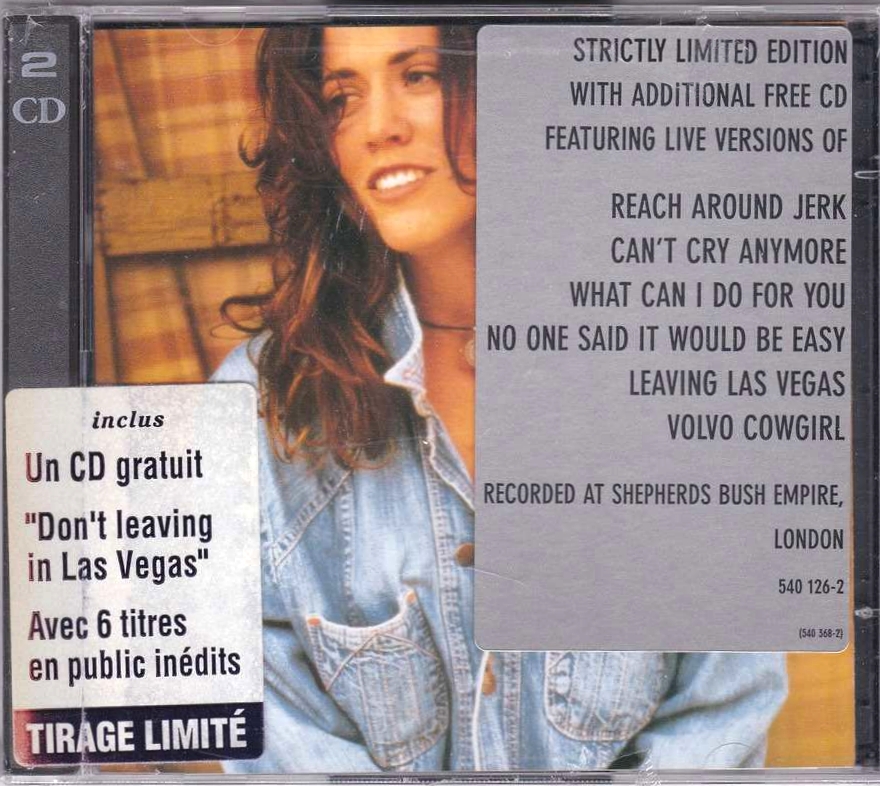 2
CD
STRICTLY LIMITED EDITION
WITH ADDITIONAL FREE CD
FEATURING LIVE VERSIONS OF
REACH AROUND JERK
CAN'T CRY ANYMORE
WHAT CAN I DO FOR YOU
NO ONE SAID IT WOULD BE EASY
LEAVING LAS VEGAS
VOLVO COWGIRL
RECORDED AT SHEPHERDS BUSH EMPIRE,
LONDON
540 126-2
(540 368-2)
inclus
Un CD gratuit
"Don't leaving
in Las Vegas"
Avec 6 titres
en public inédits
TIRAGE LIMITÉ